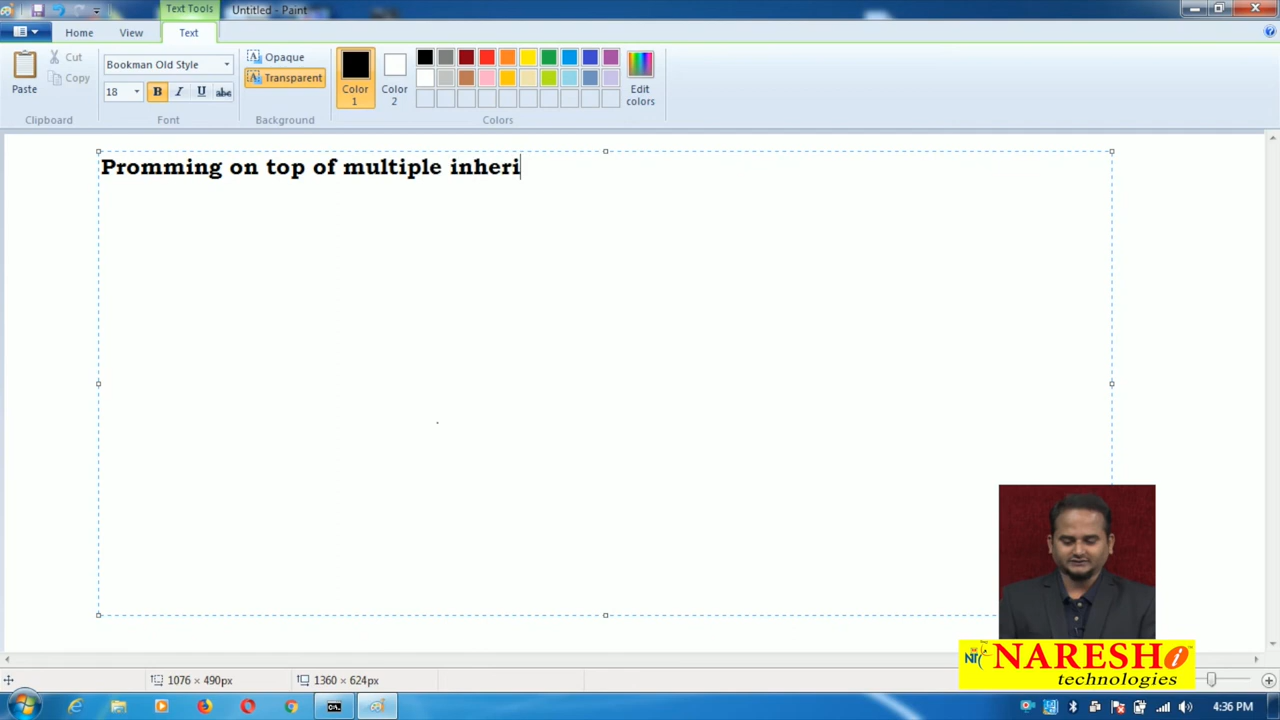 Text Tools
Untitled - Paint
Home
View
Text
Paste
Cut
Copy
Clipboard
Bookman Old Style
18
B
I
U
abc
Font
Opaque
Transparent
Background
Color
1
Color
2
Edit
colors
Colors
Promming on top of multiple inheri
NARESH i
technologies
1076 × 490px
1360 × 624px
4:36 PM